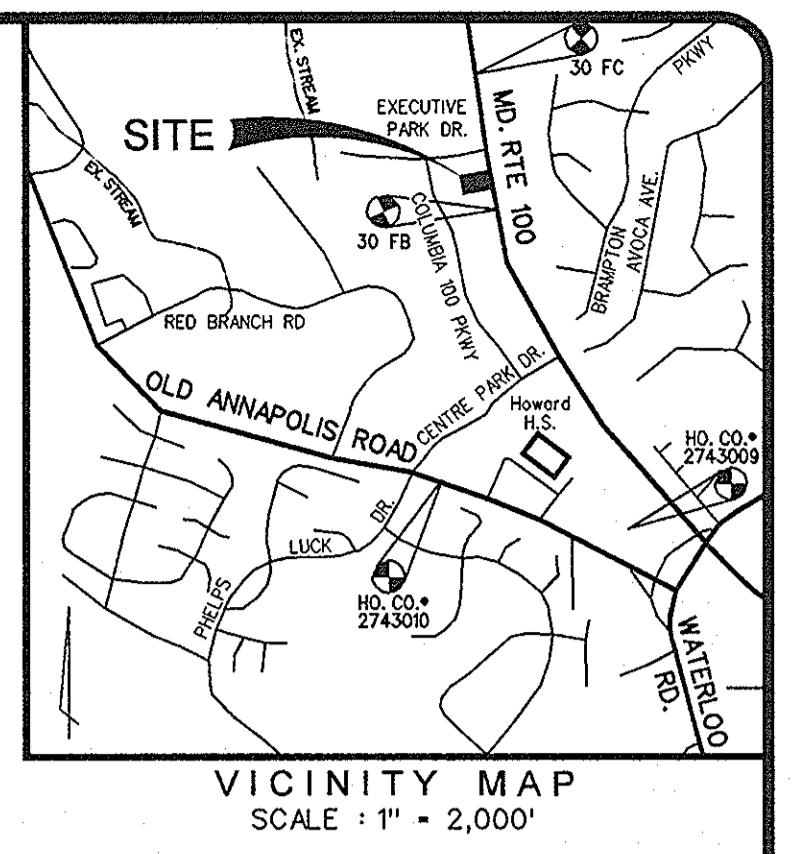 EX. STREAM
30 FC
PKWY
EXECUTIVE
PARK DR.
SITE
MD. RTE 100
EX. STREAM
30 FB
COLUMBIA 100 PKWY
BRAMPTON
AVOCA AVE.
RED BRANCH RD
OLD ANNAPOLIS ROAD
CENTRE PARK DR.
Howard
H.S.
HO. CO.*
2743009
DR.
LUCK
PHELPS
HO. CO.*
2743010
WATERLOO
RD.
VICINITY MAP
SCALE : 1" = 2,000'